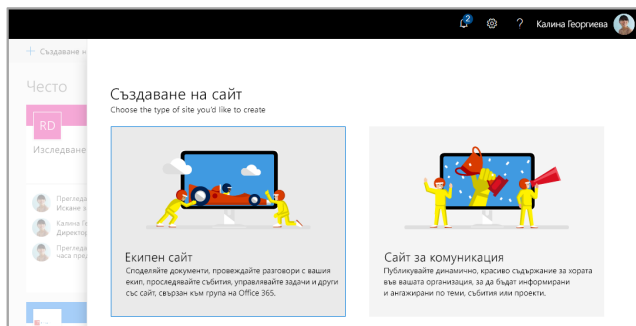 2
?
Калина Георгиева
+ Създаване н
Често
RD
Изследване
Преглед
Искане
Калина Ге
Директор
Преглед
часа пред
Създаване на сайт
Choose the type of site you'd like to create
Екипен сайт
Споделяйте документи, провеждайте разговори с вашия
екип, проследявайте събития, управлявайте задачи и други
със сайт, свързан към група на Office 365.
Сайт за комуникация
Публикувайте динамично, красиво съдържание за хората
във вашата организация, за да бъдат информирани
и ангажирани по теми, събития или проекти.